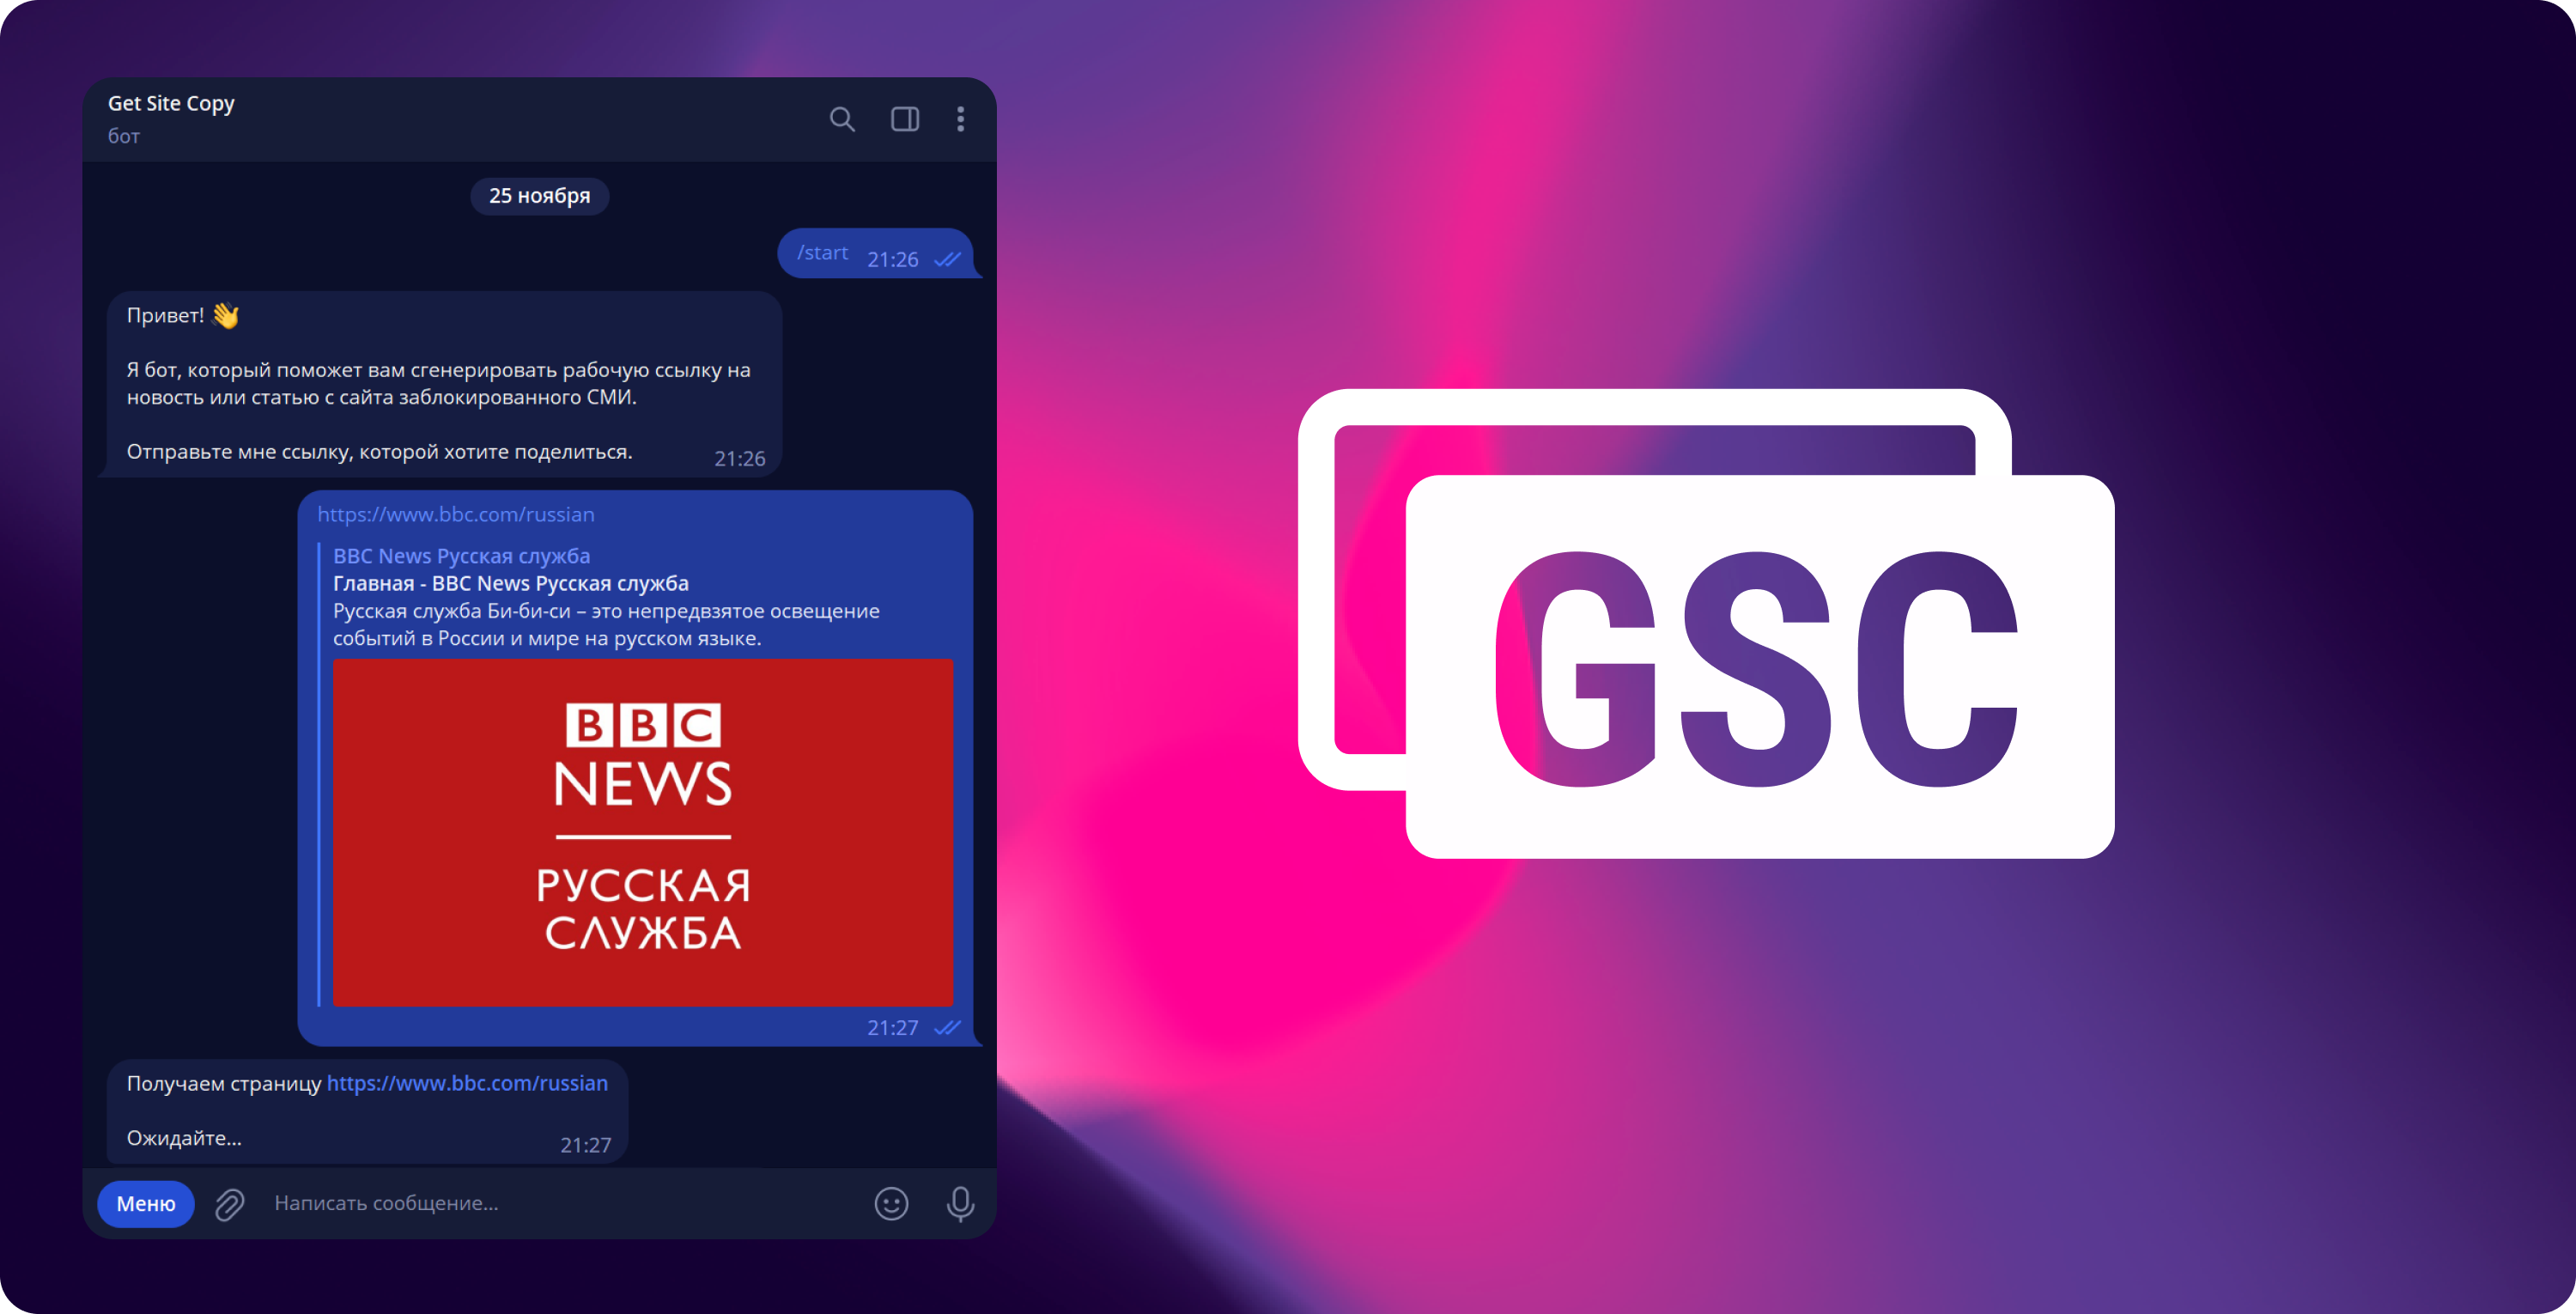 Get Site Copy
бот
25 ноября
/start 21:26
Привет! 👋
Я бот, который поможет вам сгенерировать рабочую ссылку на
новость или статью с сайта заблокированного СМИ.
Отправьте мне ссылку, которой хотите поделиться. 21:26
https://www.bbc.com/russian
BBC News Русская служба
Главная - BBC News Русская служба
Русская служба Би-би-си – это непредвзятое освещение
событий в России и мире на русском языке.
BBC
NEWS
РУССКАЯ
СЛУЖБА
21:27
Получаем страницу https://www.bbc.com/russian
Ожидайте...
21:27
Меню Написать сообщение...
GSC